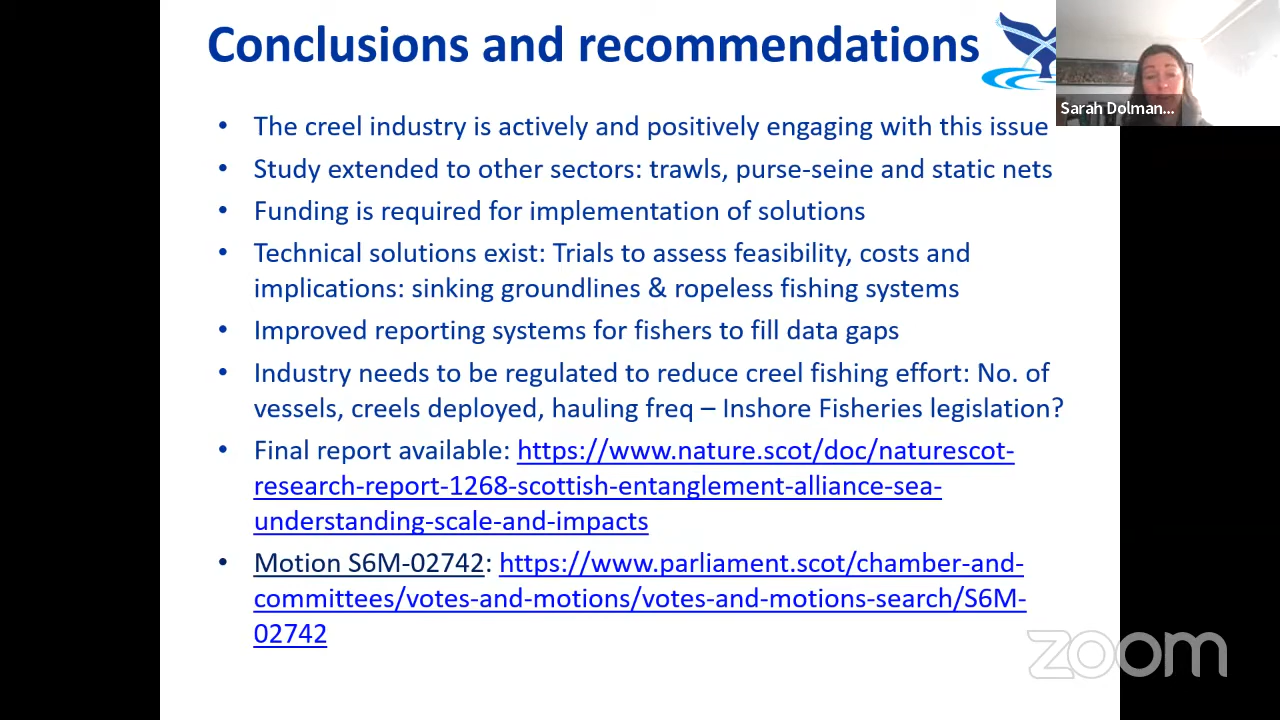 Conclusions and recommendations
Sarah Dolman...
• The creel industry is actively and positively engaging with this issue
• Study extended to other sectors: trawls, purse-seine and static nets
• Funding is required for implementation of solutions
• Technical solutions exist: Trials to assess feasibility, costs and
implications: sinking groundlines & ropeless fishing systems
• Improved reporting systems for fishers to fill data gaps
• Industry needs to be regulated to reduce creel fishing effort: No. of
vessels, creels deployed, hauling freq – Inshore Fisheries legislation?
• Final report available: https://www.nature.scot/doc/naturescot-
research-report-1268-scottish-entanglement-alliance-sea-
understanding-scale-and-impacts
• Motion S6M-02742: https://www.parliament.scot/chamber-and-
committees/votes-and-motions/votes-and-motions-search/S6M-
02742
zoom